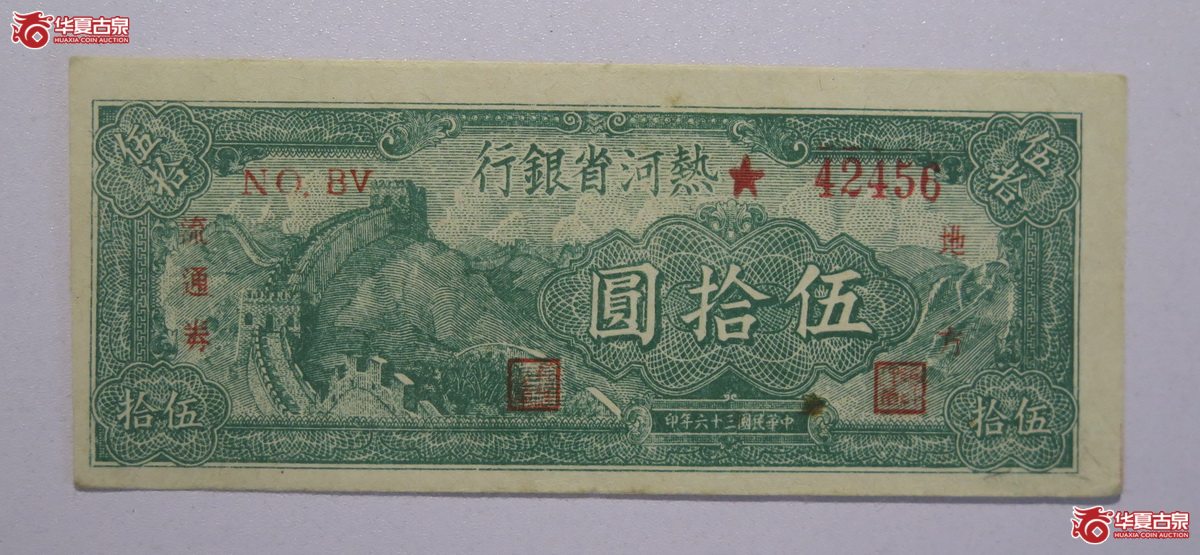 华夏古泉
HUAXIA COIN AUCTION
伍拾
伍拾
熱河省銀行
NO. BV
★ 42456
地方
流通券
伍拾圓
伍拾
伍拾
中華民國三十六年印
华夏古泉
HUAXIA COIN AUCTION